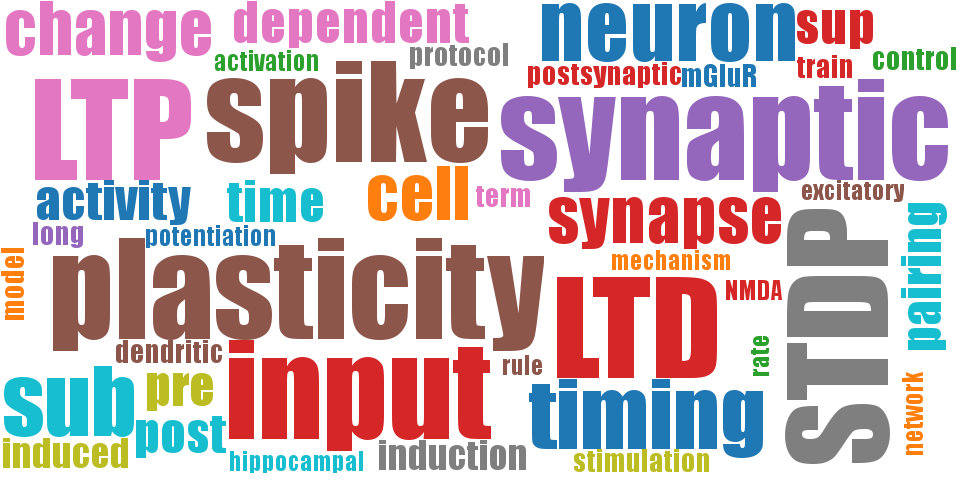 change
dependent
neuron
sup
activation
protocol
control
postsynaptic
mGluR
train
LTP
spike
synaptic
activity
time
cell
term
excitatory
long
potentiation
synapse
pairing
model
plasticity
mechanism
NMDA
LTD
STDP
dendritic
input
rule
rate
sub
pre
timing
network
post
induced
hippocampal
induction
stimulation